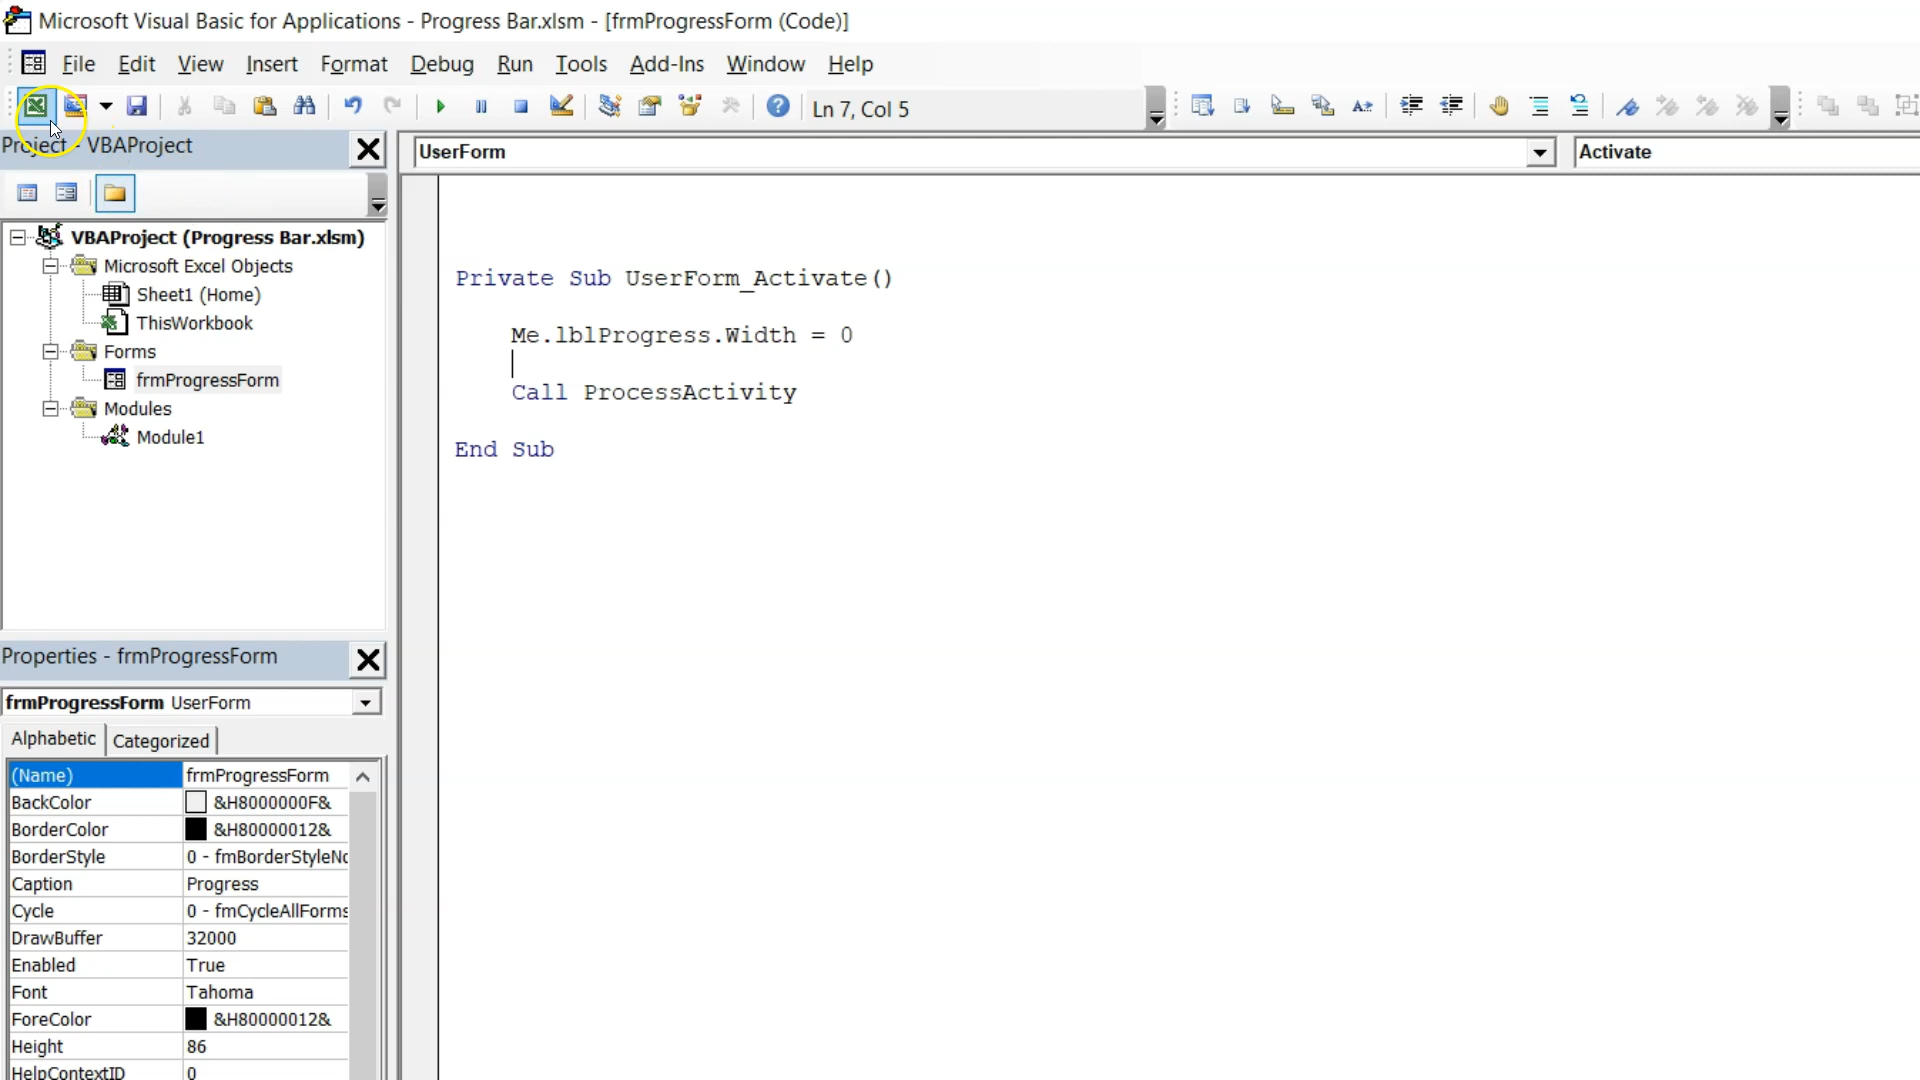 Microsoft Visual Basic for Applications - Progress Bar.xlsm - [frmProgressForm (Code)]
File Edit View Insert Format Debug Run Tools Add-Ins Window Help
Ln 7, Col 5
Project - VBAProject
UserForm
Activate
VBAProject (Progress Bar.xlsm)
Microsoft Excel Objects
Sheet1 (Home)
ThisWorkbook
Forms
frmProgressForm
Modules
Module1
Private Sub UserForm_Activate()
Me.lblProgress.Width = 0
Call ProcessActivity
End Sub
Properties - frmProgressForm
frmProgressForm UserForm
Alphabetic Categorized
(Name) frmProgressForm
BackColor &H8000000F&
BorderColor &H80000012&
BorderStyle 0 - fmBorderStyleNo
Caption Progress
Cycle 0 - fmCycleAllForms
DrawBuffer 32000
Enabled True
Font Tahoma
ForeColor &H80000012&
Height 86
HelpContextID 0